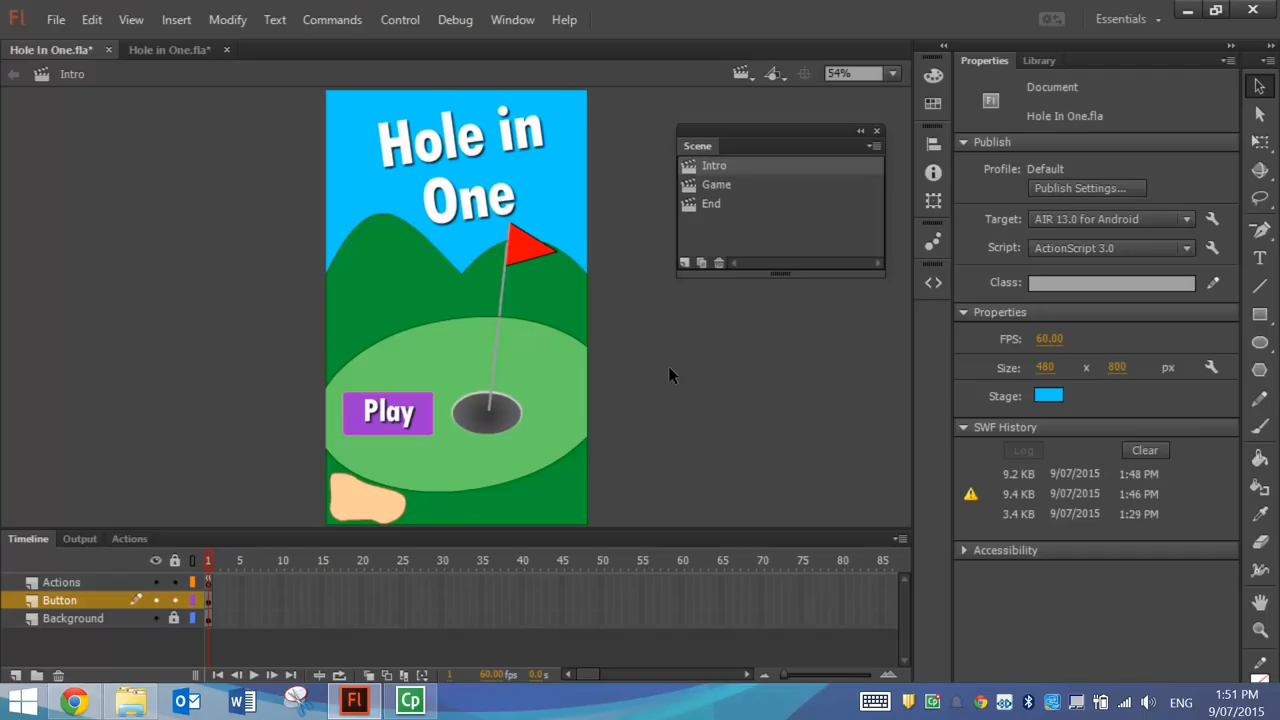 Fl File Edit View Insert Modify Text Commands Control Debug Window Help Essentials
Hole In One.fla* × Hole in One.fla* ×
Intro 54%
Hole in
One
Play
Scene
Intro
Game
End
Properties Library
Fl Document
Hole In One.fla
Publish
Profile: Default
Publish Settings...
Target: AIR 13.0 for Android
Script: ActionScript 3.0
Class:
Properties
FPS: 60.00
Size: 480 x 800 px
Stage:
SWF History
Log Clear
9.2 KB 9/07/2015 1:48 PM
9.4 KB 9/07/2015 1:46 PM
3.4 KB 9/07/2015 1:29 PM
Accessibility
Timeline Output Actions
1 5 10 15 20 25 30 35 40 45 50 55 60 65 70 75 80 85
Actions
Button
Background
1 60.00fps 0.0s
Fl Cp ENG 1:51 PM
9/07/2015